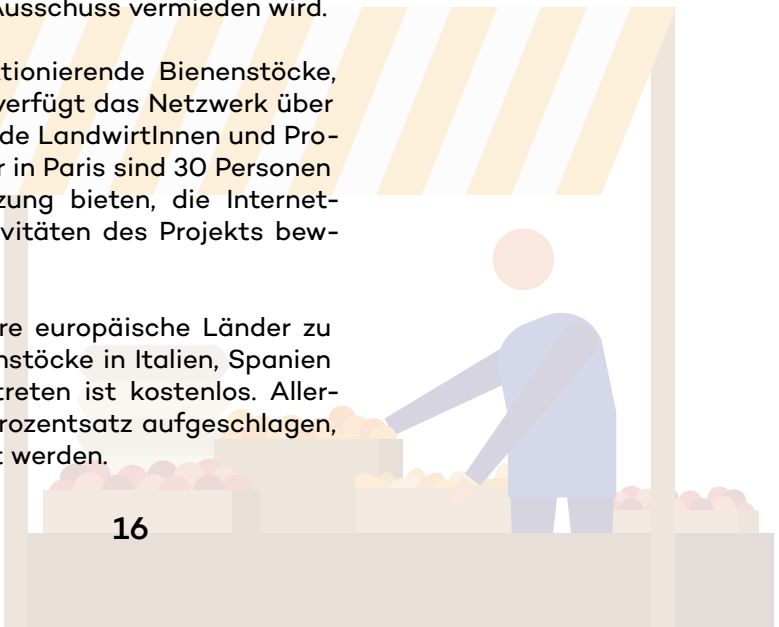 Ausschuss vermieden wird.
tionierende Bienenstöcke,
verfügt das Netzwerk über
de LandwirtInnen und Pro-
r in Paris sind 30 Personen
zung bieten, die Internet-
vitäten des Projekts bew-
re europäische Länder zu
nstöcke in Italien, Spanien
treten ist kostenlos. Aller-
rozentsatz aufgeschlagen,
t werden.
16